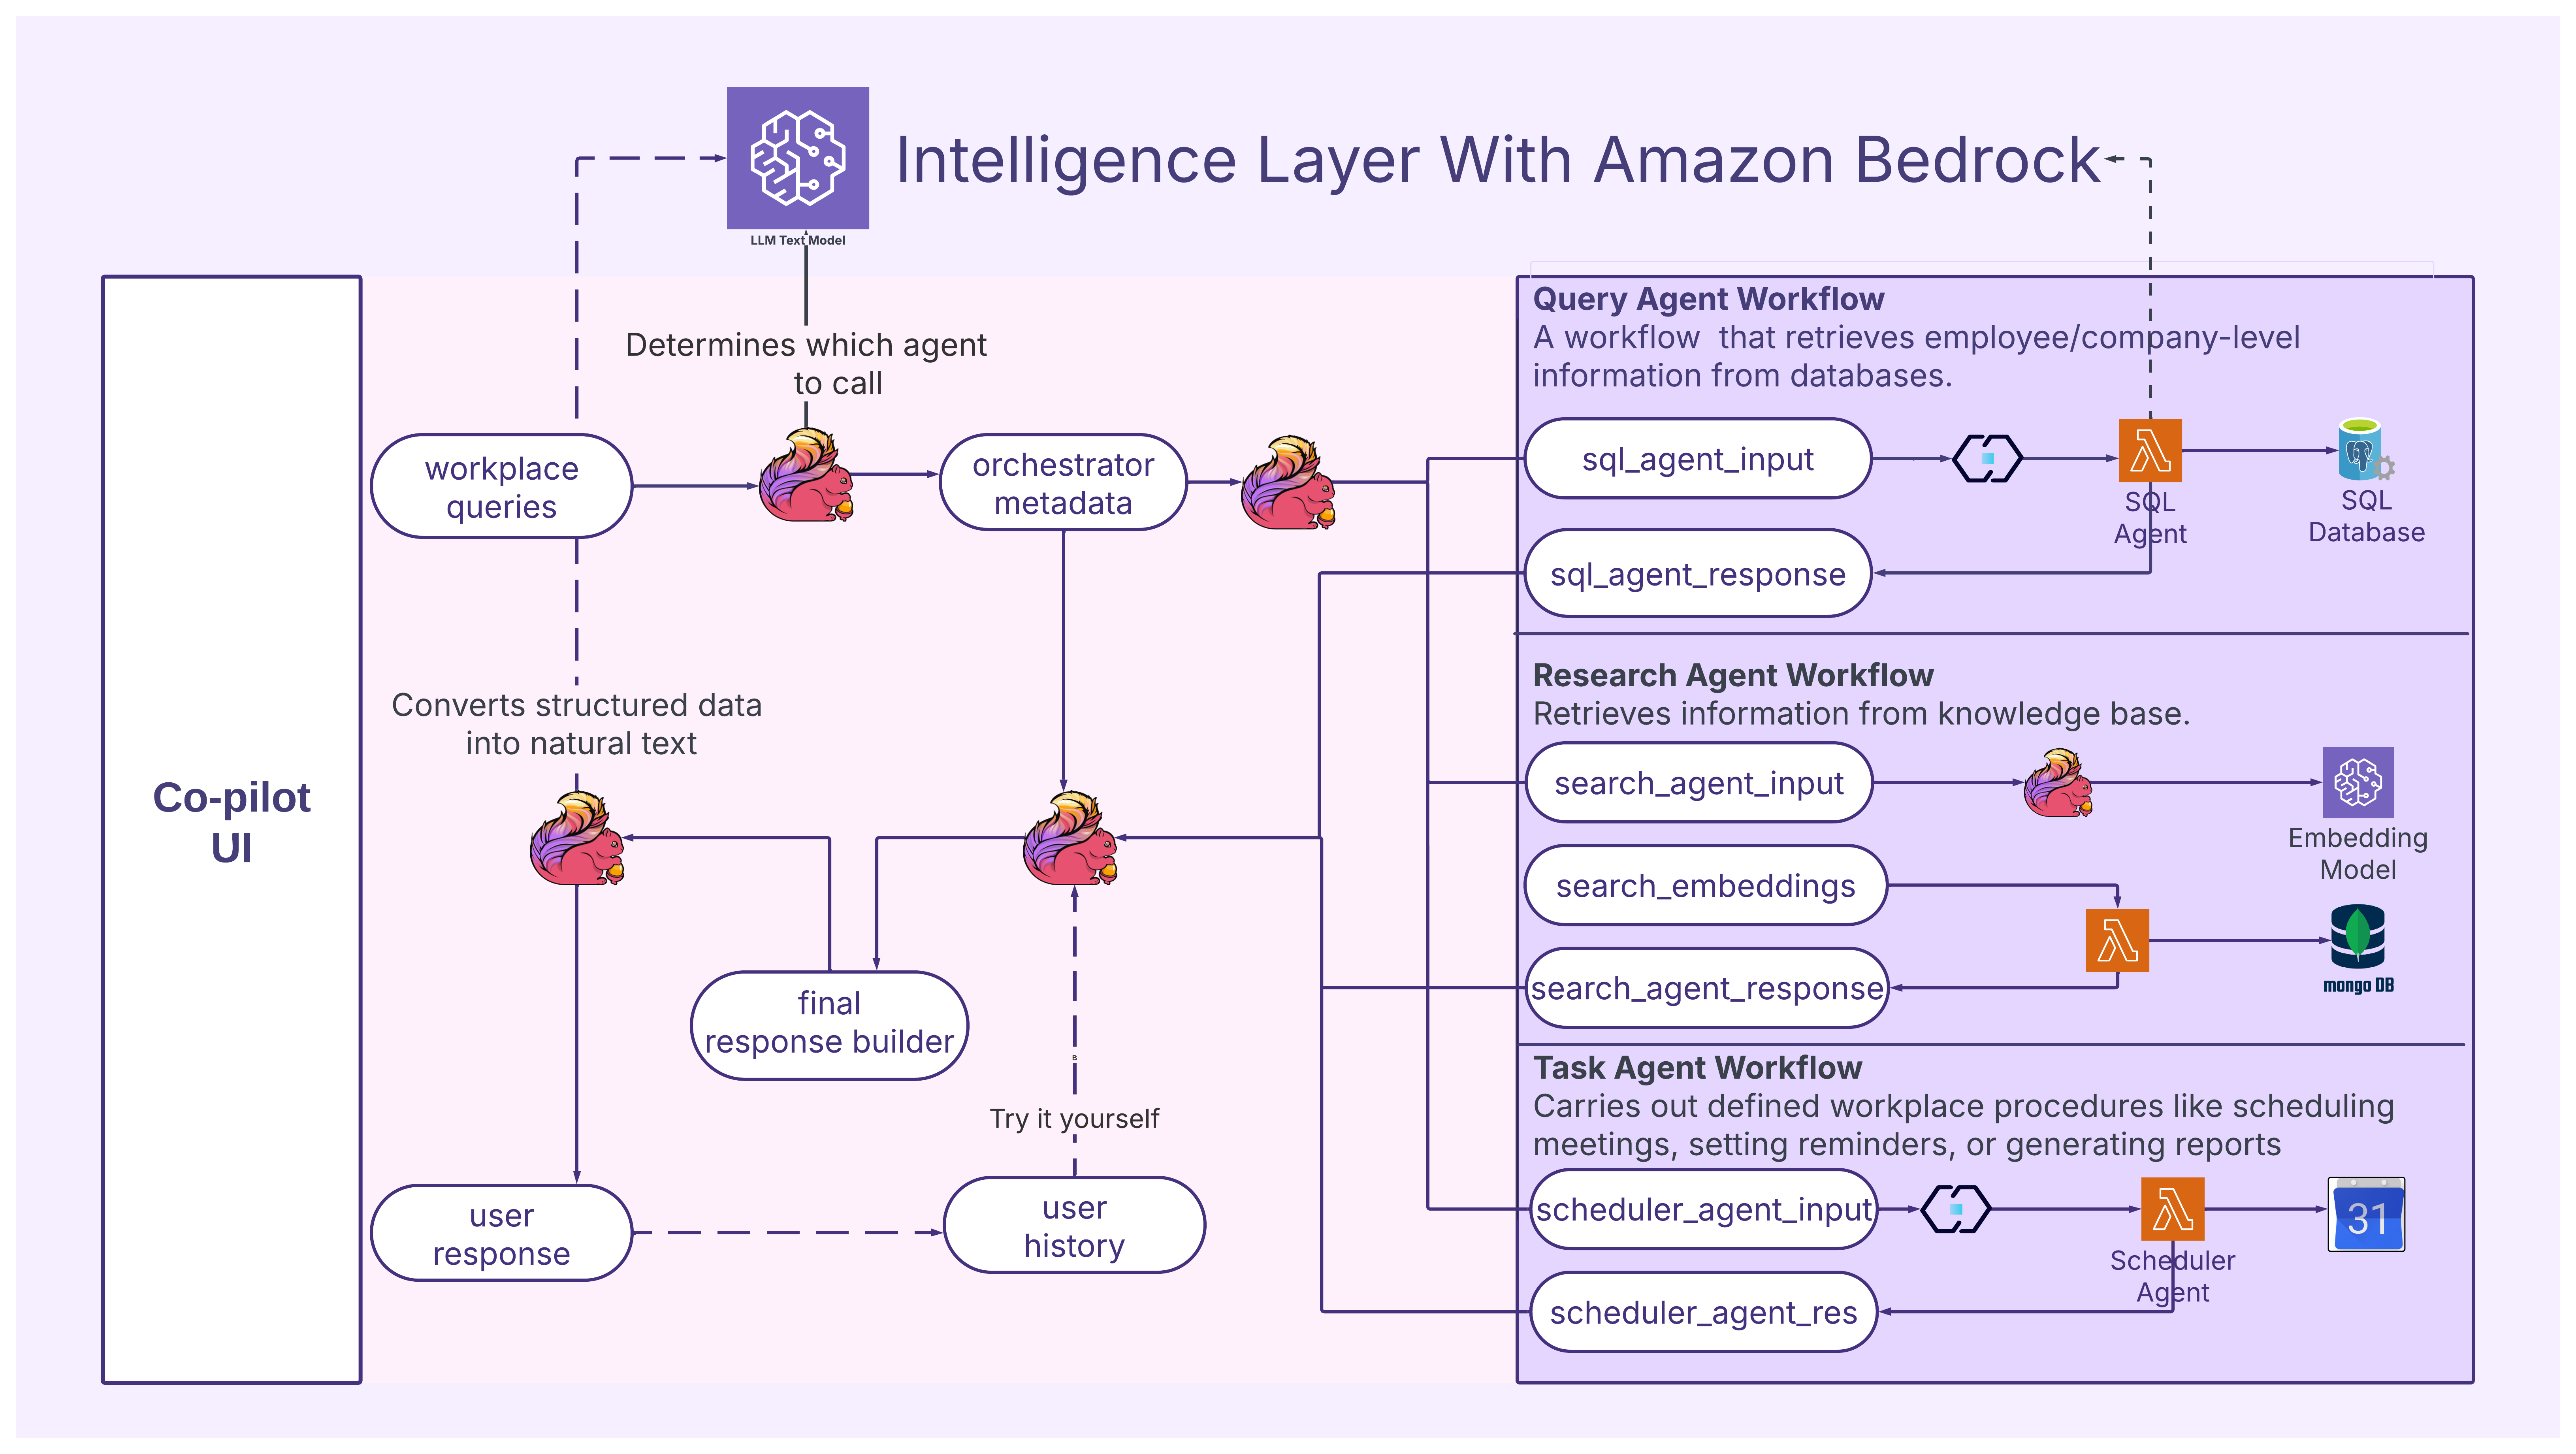 Intelligence Layer With Amazon Bedrock
LLM Text Model
Determines which agent
to call
workplace
queries
orchestrator
metadata
Converts structured data
into natural text
Co-pilot
UI
final
response builder
B
Try it yourself
user
response
user
history
Query Agent Workflow
A workflow  that retrieves employee/company-level
information from databases.
sql_agent_input
SQL
Agent
SQL
Database
sql_agent_response
Research Agent Workflow
Retrieves information from knowledge base.
search_agent_input
Embedding
Model
search_embeddings
search_agent_response
mongo DB
Task Agent Workflow
Carries out defined workplace procedures like scheduling
meetings, setting reminders, or generating reports
scheduler_agent_input
31
Scheduler
Agent
scheduler_agent_res